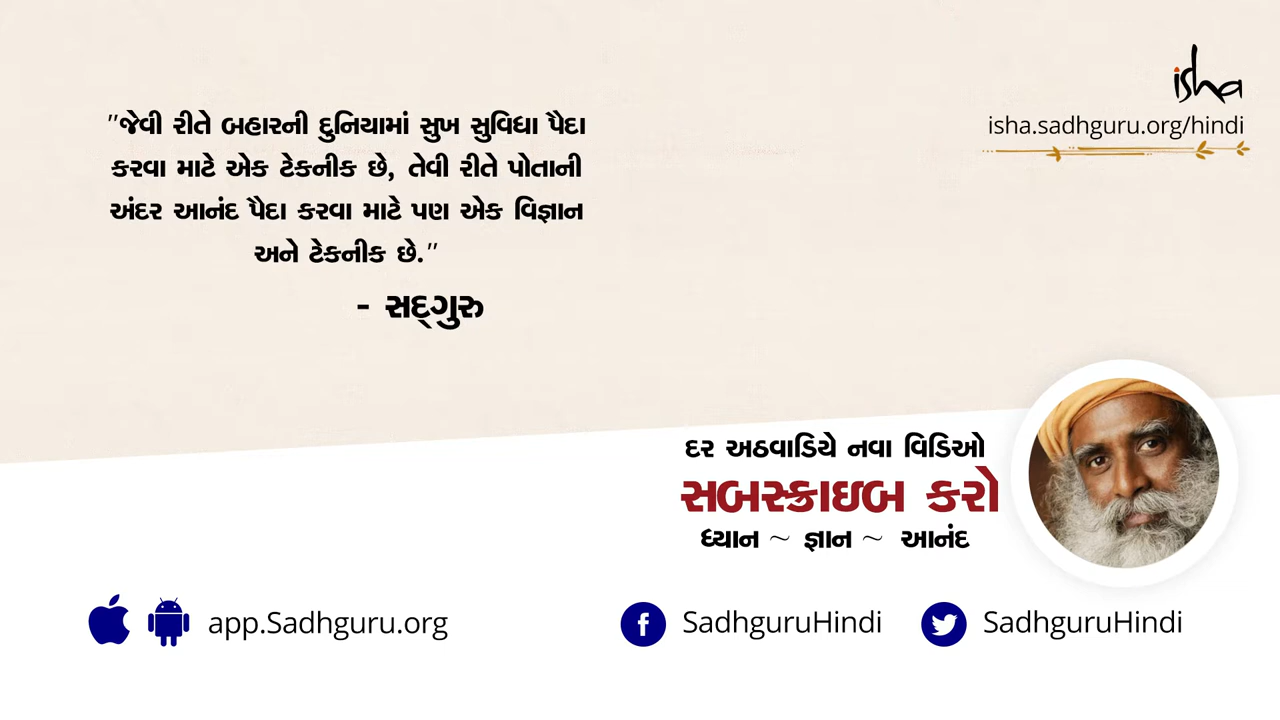 "જેવી રીતે બહારની દુનિયામાં સુખ સુવિધા પૈદા
કરવા માટે એક ટેકનીક છે, તેવી રીતે પોતાની
અંદર આનંદ પૈદા કરવા માટે પણ એક વિજ્ઞાન
અને ટેકનીક છે."
- સદ્‌ગુરુ
isha
isha.sadhguru.org/hindi
દર અઠવાડિયે નવા વિડિઓ
સબસ્ક્રાઇબ કરો
ધ્યાન ~ જ્ઞાન ~ આનંદ
app.Sadhguru.org
SadhguruHindi
SadhguruHindi